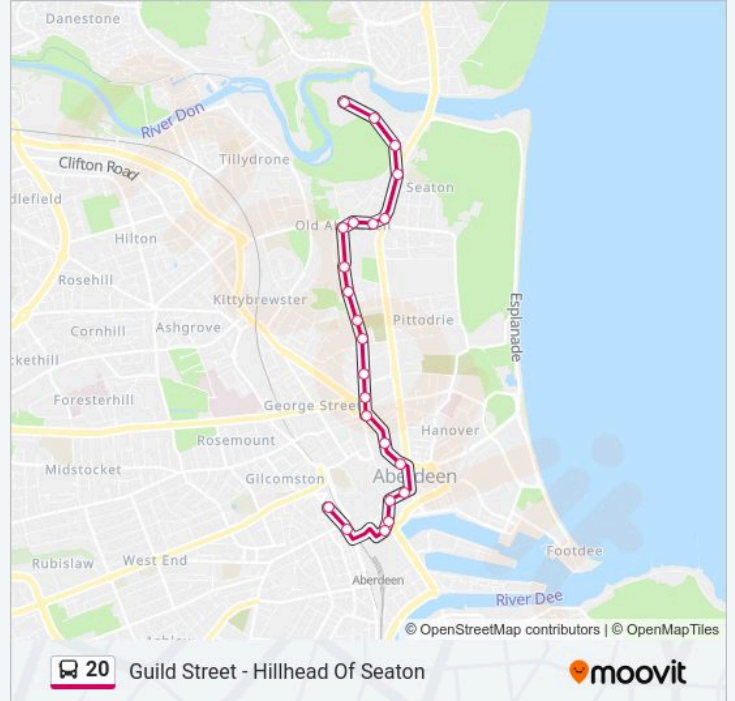 Danestone
River Don
Clifton Road
Tillydrone
Seaton
dlefield
Hilton
Rosehill
Kittybrewster
Pittodrie
Esplanade
Cornhill
Ashgrove
ckethill
Foresterhill
George Street
Hanover
Rosemount
Midstocket
Gilcomston
Aberdeen
Footdee
Rubislaw
West End
Aberdeen
River Dee
© OpenStreetMap contributors | © OpenMapTiles
20 Guild Street - Hillhead Of Seaton
moovit